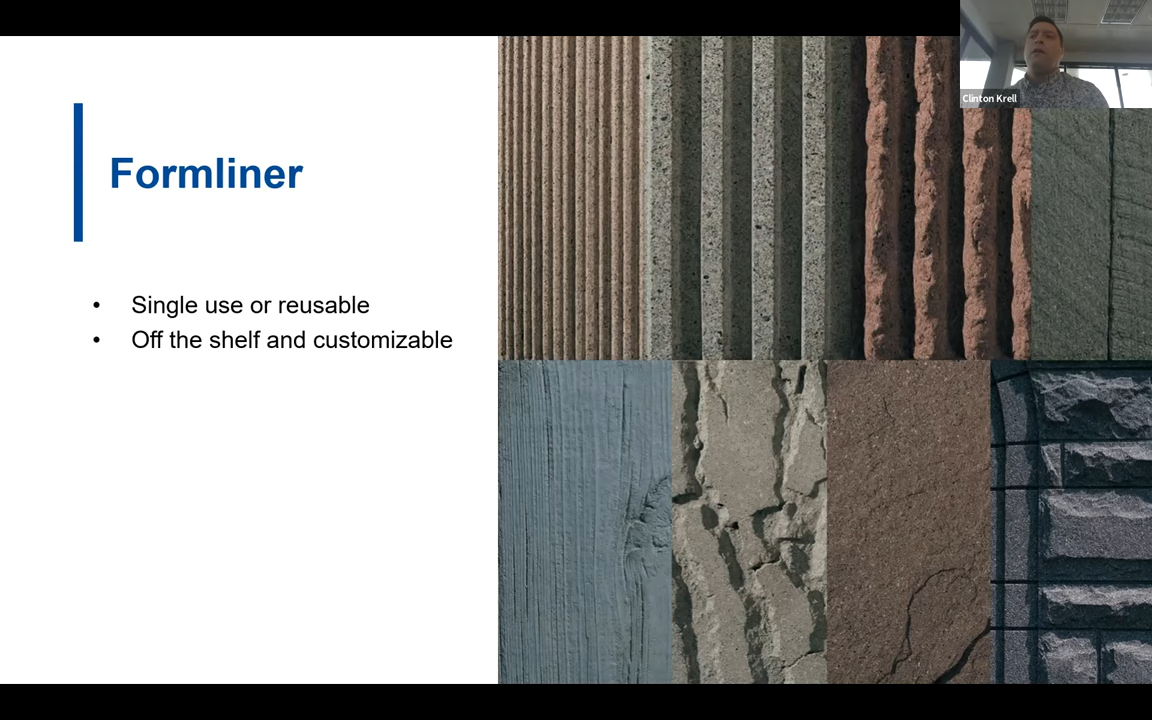 Clinton Krell
Formliner
• Single use or reusable
• Off the shelf and customizable